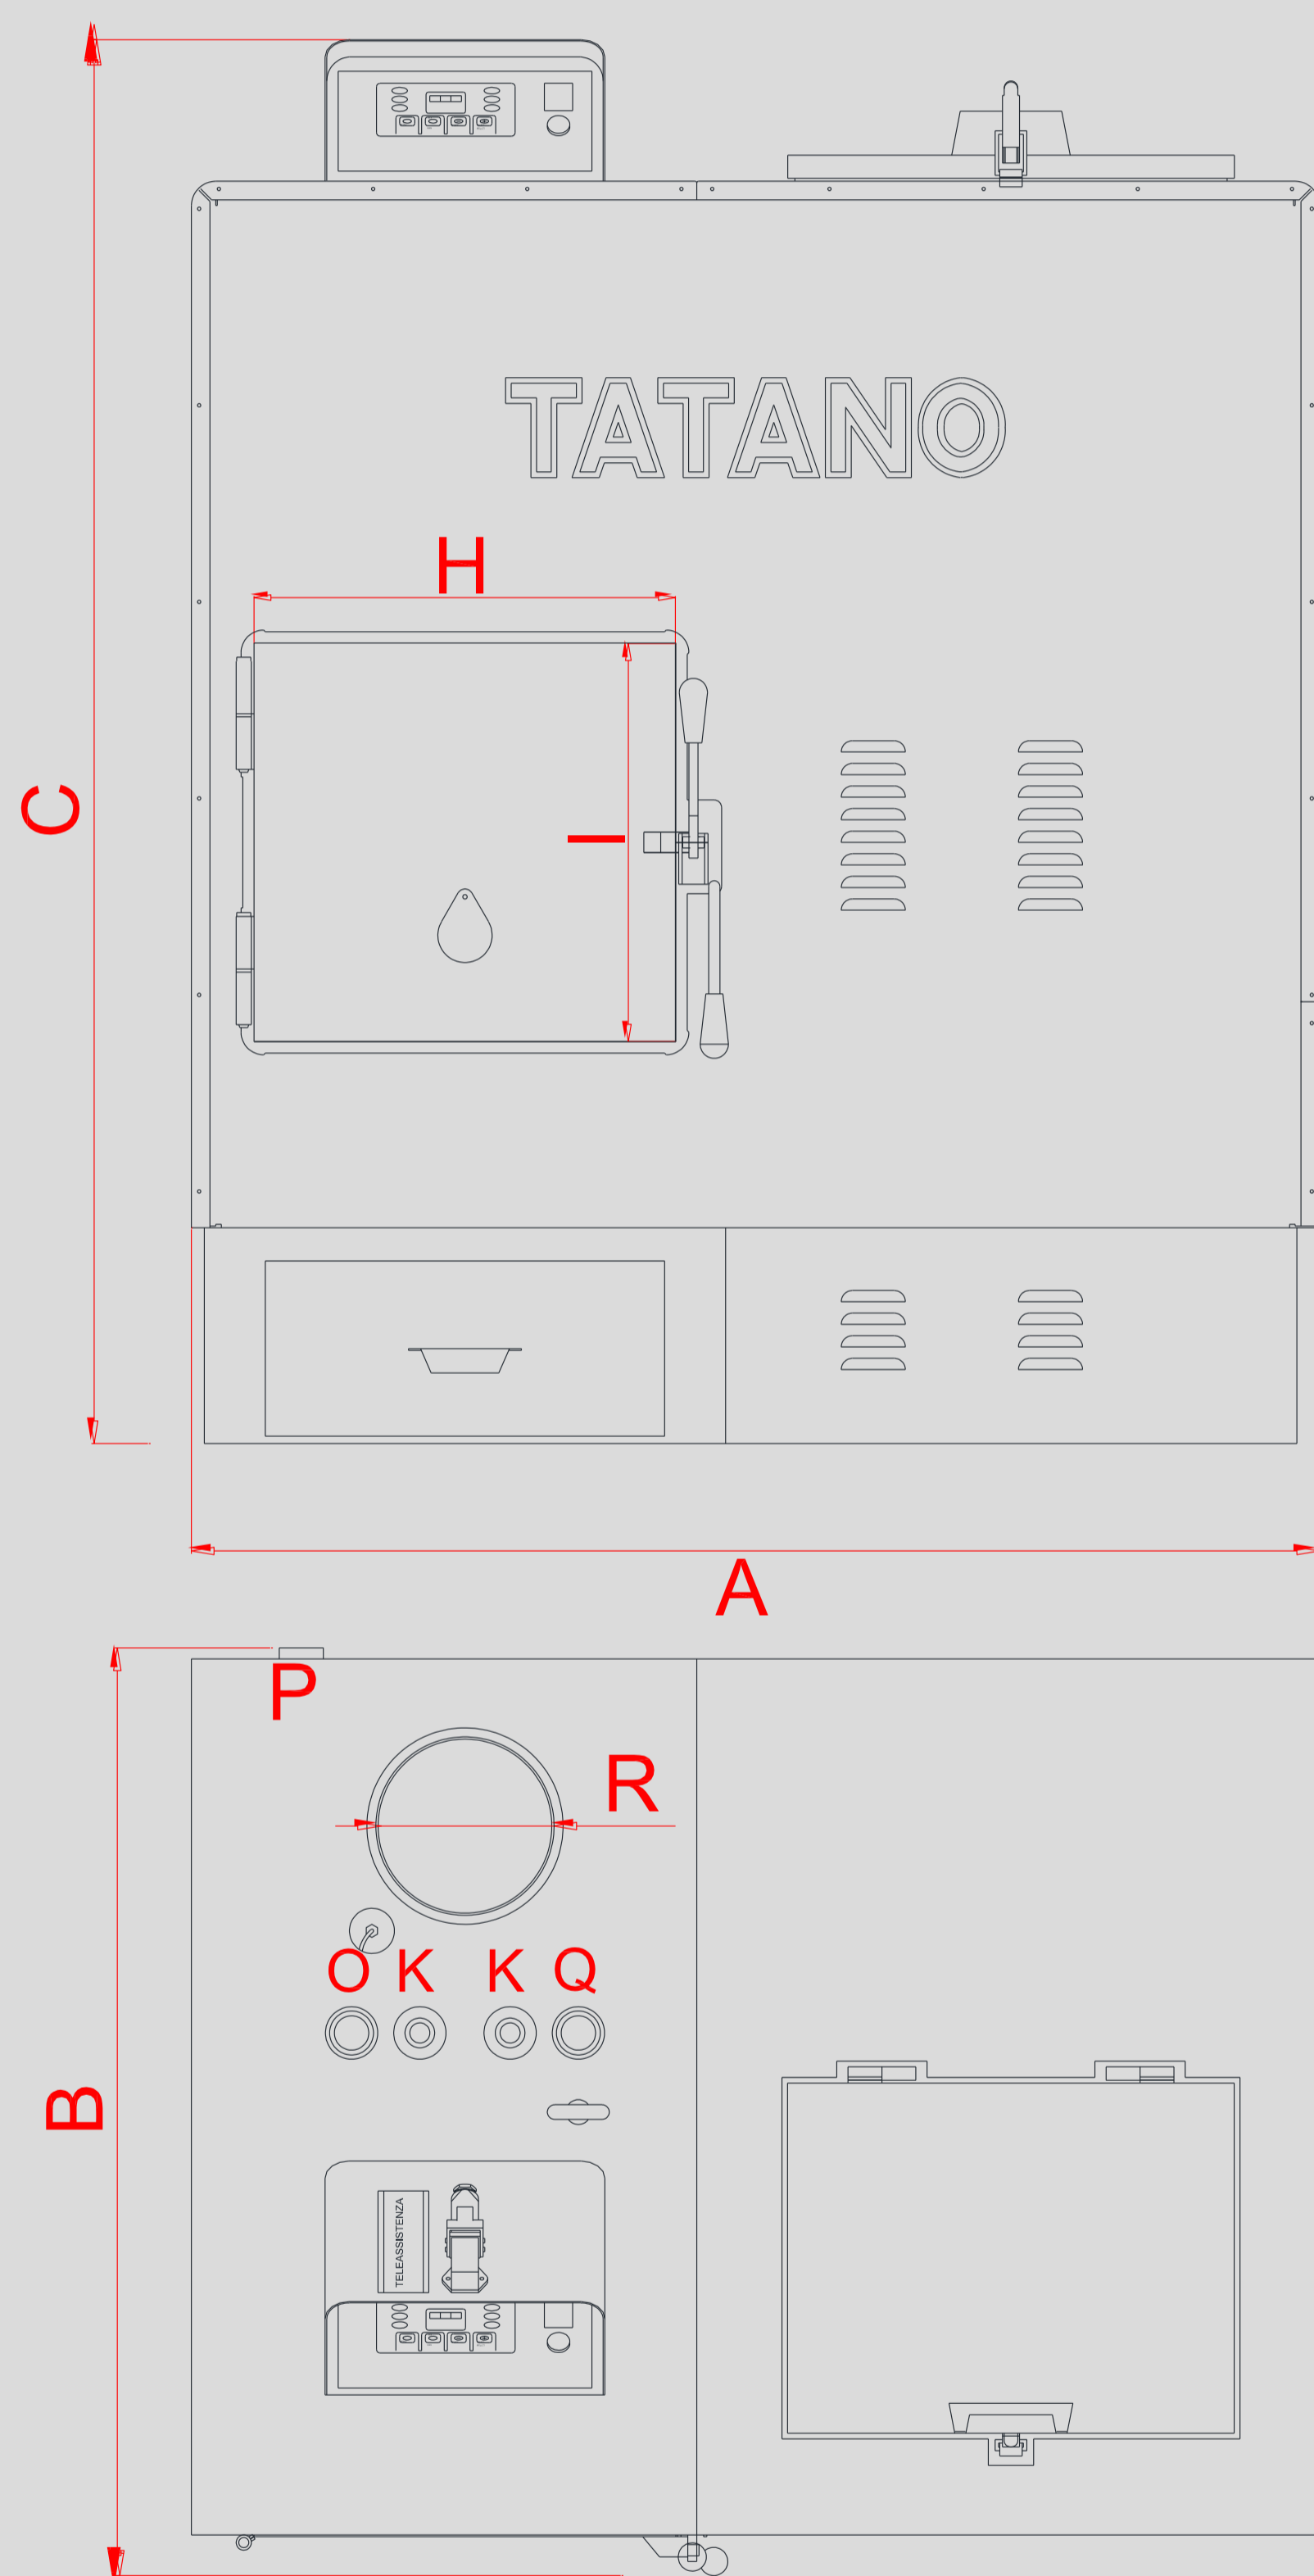 TATANO
H
C
I
A
P
R
O K K Q
B
TELEASSISTENZA